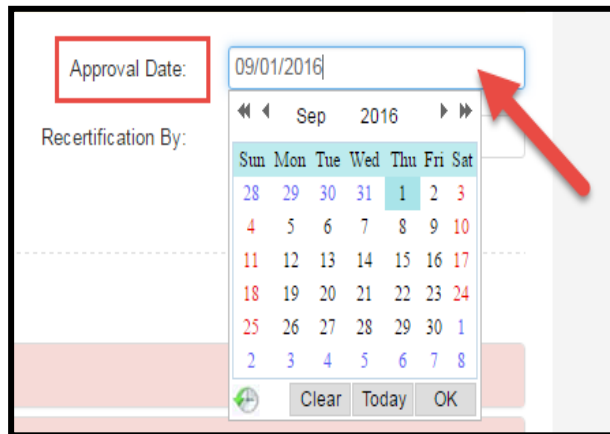 Approval Date: 09/01/2016
Sep 2016
Recertification By:
Sun Mon Tue Wed Thu Fri Sat
28 29 30 31 1 2 3
4 5 6 7 8 9 10
11 12 13 14 15 16 17
18 19 20 21 22 23 24
25 26 27 28 29 30 1
2 3 4 5 6 7 8
Clear Today OK